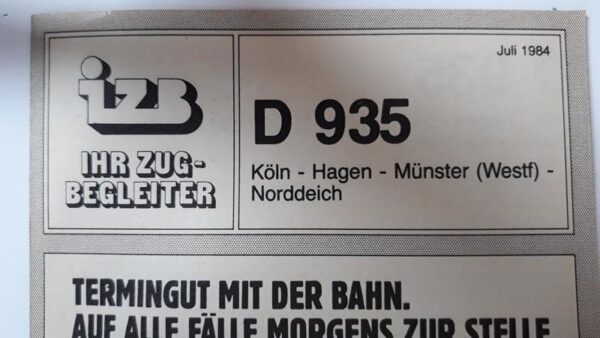 Juli 1984
izb
IHR ZUG-
BEGLEITER
D 935
Köln - Hagen - Münster (Westf) -
Norddeich
TERMINGUT MIT DER BAHN.
AUF ALLE FÄLLE MORGENS ZUR STELLE